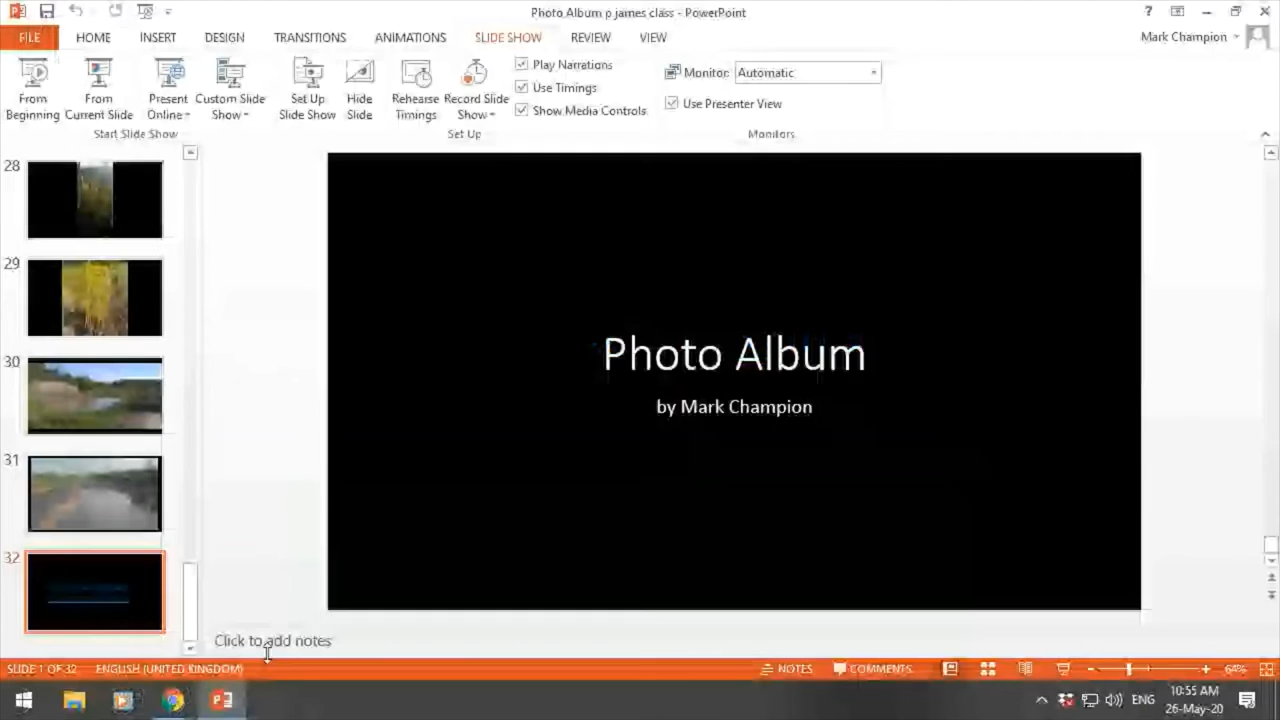 Photo Album p james class - PowerPoint
?
FILE HOME INSERT DESIGN TRANSITIONS ANIMATIONS SLIDE SHOW REVIEW VIEW
Mark Champion
From Beginning
From Current Slide
Present Online
Custom Slide Show
Start Slide Show
Set Up Slide Show
Hide Slide
Rehearse Timings
Record Slide Show
Play Narrations
Use Timings
Show Media Controls
Set Up
Monitor: Automatic
Use Presenter View
Monitors
28
29
30
31
32
Photo Album
by Mark Champion
Click to add notes
SLIDE 1 OF 32 ENGLISH (UNITED KINGDOM) NOTES COMMENTS 64%
ENG
10:55 AM
26-May-20